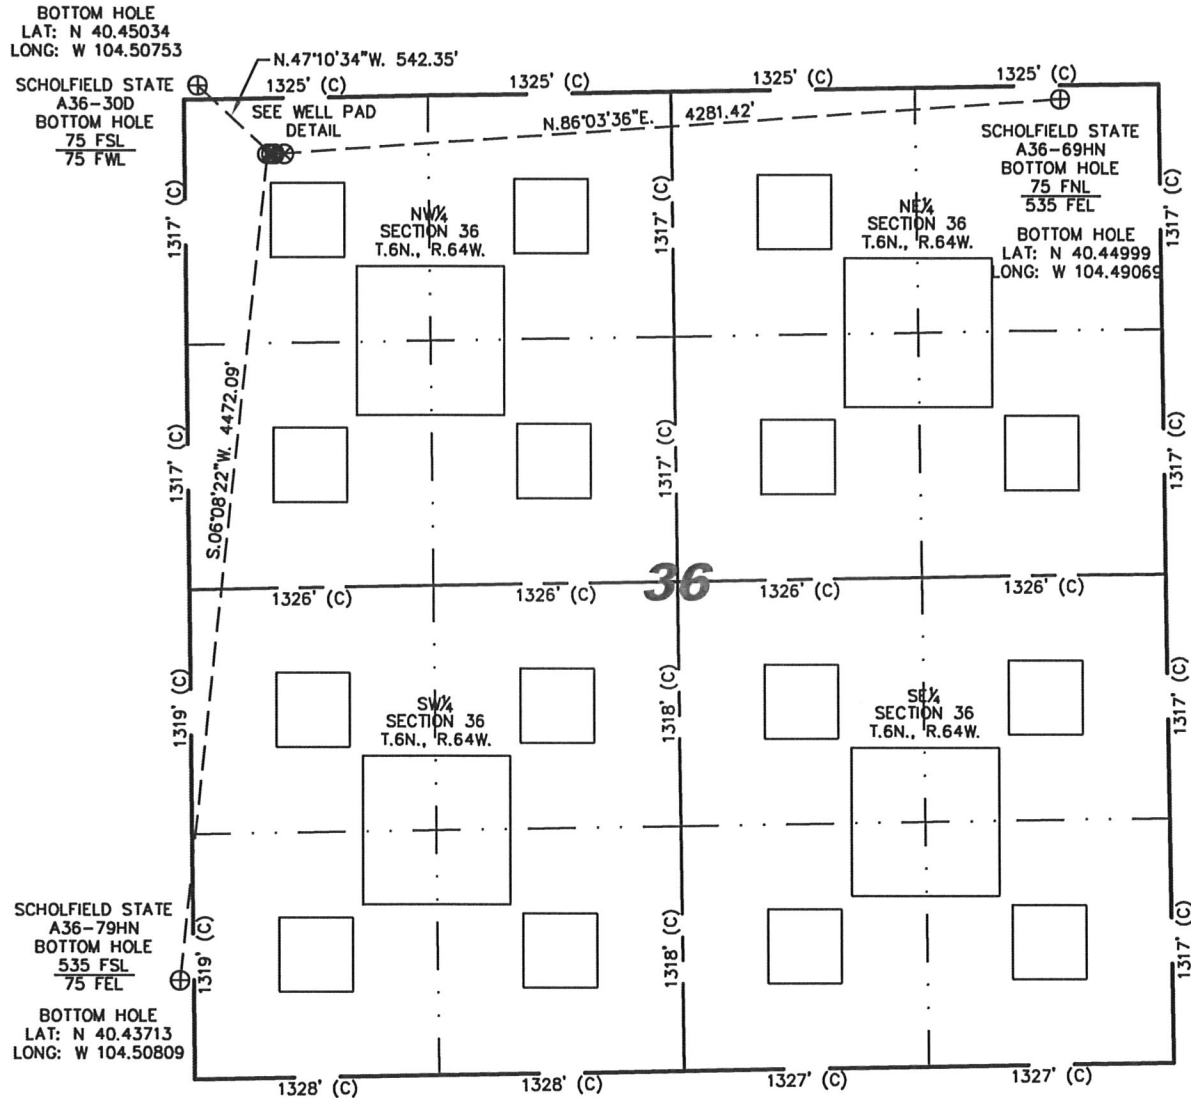 BOTTOM HOLE
LAT: N 40.45034
LONG: W 104.50753
SCHOLFIELD STATE
A36-30D
BOTTOM HOLE
75 FSL
75 FWL
N.47°10'34"W. 542.35'
SEE WELL PAD
DETAIL
1325' (C)
1325' (C)
1325' (C)
1325' (C)
N.86°03'36"E. 4281.42'
SCHOLFIELD STATE
A36-69HN
BOTTOM HOLE
75 FNL
535 FEL
BOTTOM HOLE
LAT: N 40.44999
LONG: W 104.49069
1317' (C)
1317' (C)
1317' (C)
NW¼
SECTION 36
T.6N., R.64W.
NE¼
SECTION 36
T.6N., R.64W.
S.06°08'22"W. 4472.09'
1317' (C)
1317' (C)
1317' (C)
36
1326' (C)
1326' (C)
1326' (C)
1326' (C)
1319' (C)
1318' (C)
1317' (C)
SW¼
SECTION 36
T.6N., R.64W.
SE¼
SECTION 36
T.6N., R.64W.
SCHOLFIELD STATE
A36-79HN
BOTTOM HOLE
535 FSL
75 FEL
BOTTOM HOLE
LAT: N 40.43713
LONG: W 104.50809
1319' (C)
1318' (C)
1317' (C)
1328' (C)
1328' (C)
1327' (C)
1327' (C)